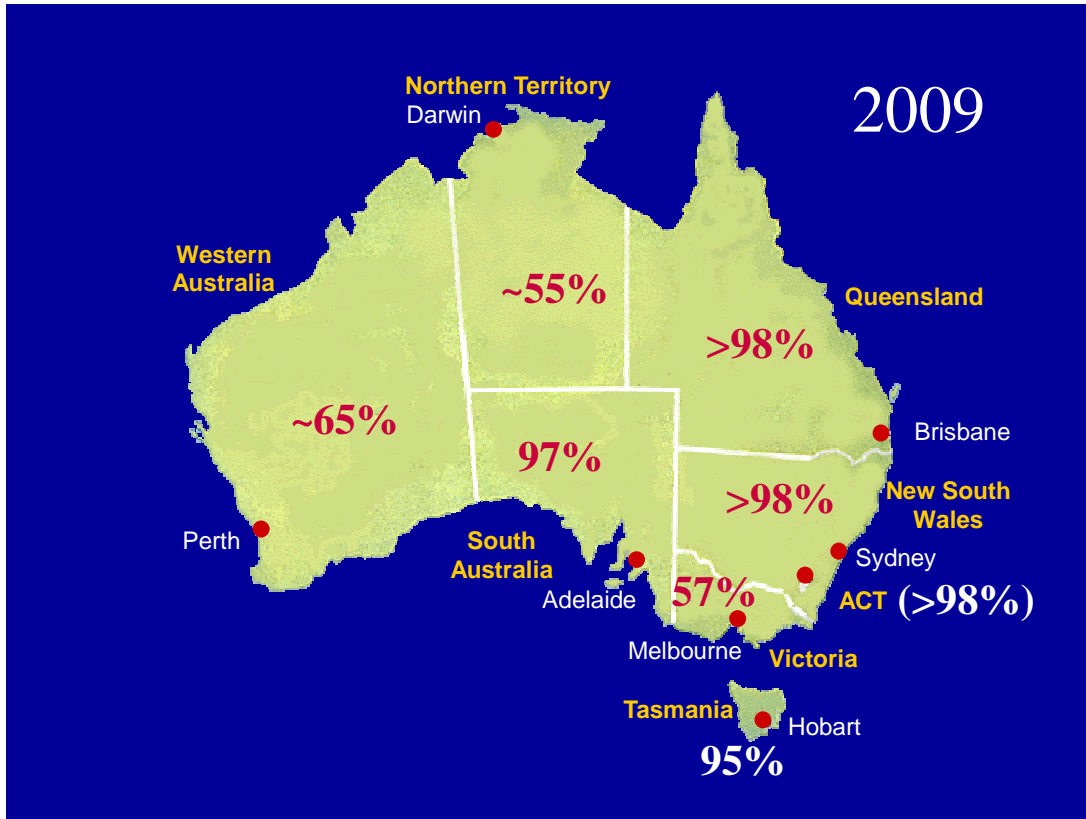 Northern Territory
Darwin
2009
Western
Australia
~55%
Queensland
>98%
~65%
97%
Brisbane
>98%
New South
Wales
Perth
South
Australia
Sydney
Adelaide
57%
ACT (>98%)
Melbourne
Victoria
Tasmania
Hobart
95%